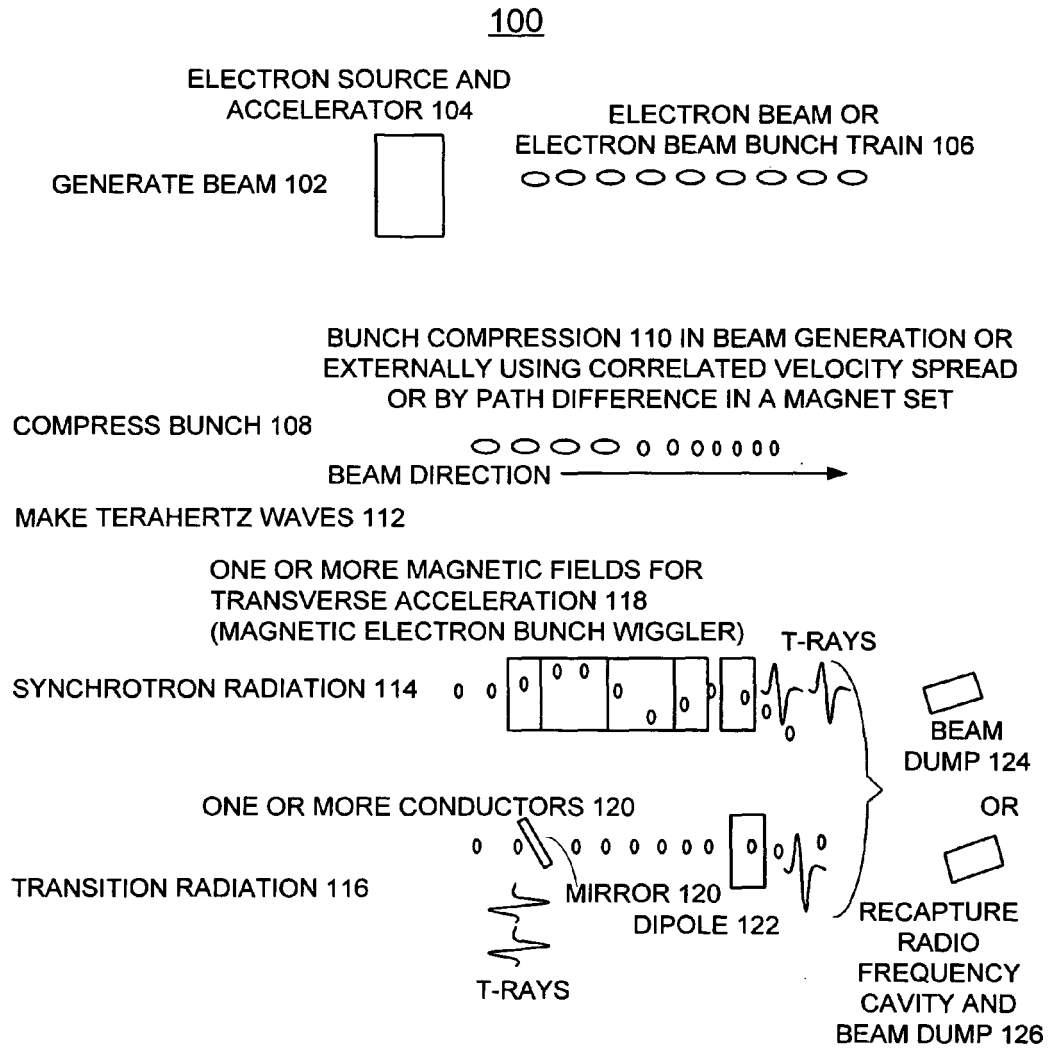 100
ELECTRON SOURCE AND
ACCELERATOR 104
ELECTRON BEAM OR
ELECTRON BEAM BUNCH TRAIN 106
GENERATE BEAM 102
BUNCH COMPRESSION 110 IN BEAM GENERATION OR
EXTERNALLY USING CORRELATED VELOCITY SPREAD
OR BY PATH DIFFERENCE IN A MAGNET SET
COMPRESS BUNCH 108
BEAM DIRECTION
MAKE TERAHERTZ WAVES 112
ONE OR MORE MAGNETIC FIELDS FOR
TRANSVERSE ACCELERATION 118
(MAGNETIC ELECTRON BUNCH WIGGLER)
T-RAYS
SYNCHROTRON RADIATION 114
BEAM
DUMP 124
ONE OR MORE CONDUCTORS 120
OR
TRANSITION RADIATION 116
MIRROR 120
DIPOLE 122
RECAPTURE
RADIO
FREQUENCY
CAVITY AND
BEAM DUMP 126
T-RAYS